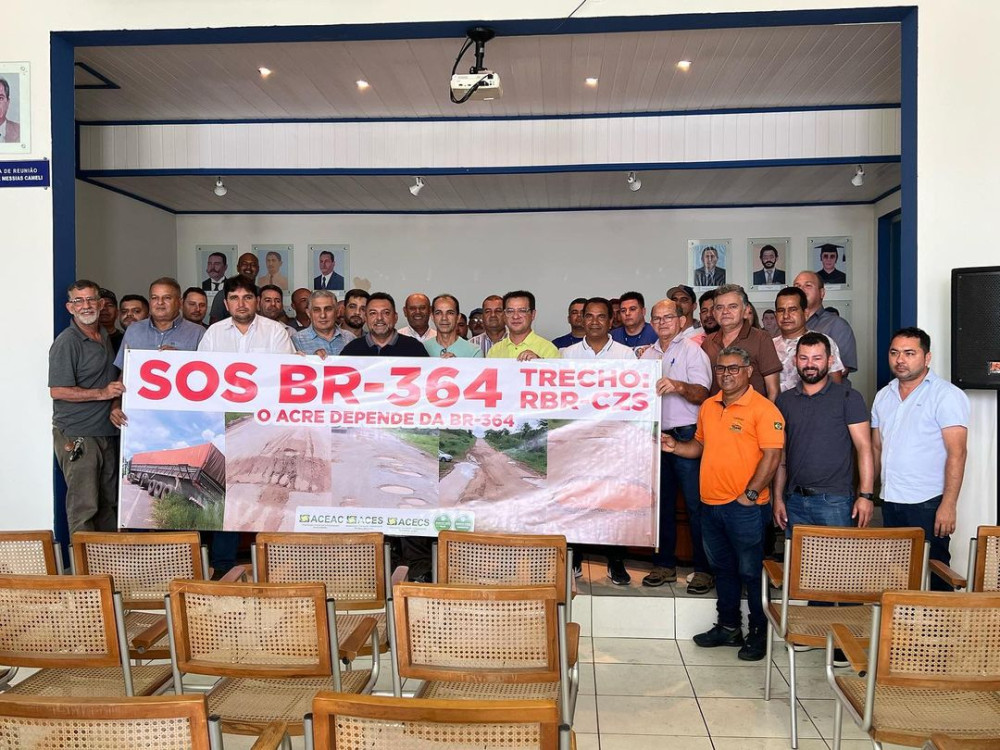 A DE REUNIÃO
MESSIAS CAMELI
SOS BR-364
TRECHO:
RBR-CZS
O ACRE DEPENDE DA BR-364
ACEAC ACES ACECS